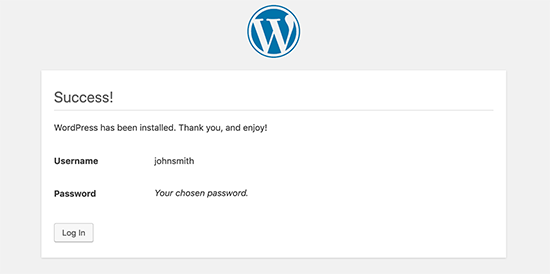 Success!
WordPress has been installed. Thank you, and enjoy!
Username johnsmith
Password Your chosen password.
Log In